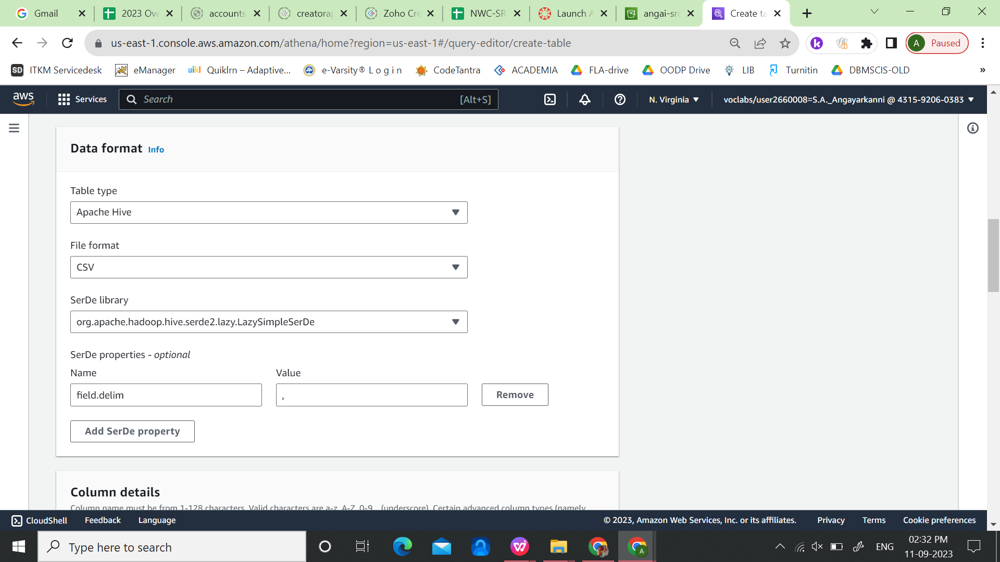 Gmail
2023 Ove
accounts
creatorap
Zoho Cre
NWC-SR
Launch A
angai-src
Create ta
us-east-1.console.aws.amazon.com/athena/home?region=us-east-1#/query-editor/create-table
A Paused
SD ITKM Servicedesk
eManager
uikl Quiklrn – Adaptive...
e-Varsity® L o g i n
CodeTantra
ACADEMIA
FLA-drive
OODP Drive
LIB
Turnitin
DBMSCIS-OLD
»
aws
Services
Search [Alt+S]
N. Virginia
voclabs/user2660008=S.A._Angayarkanni @ 4315-9206-0383
Data format Info
Table type
Apache Hive
File format
CSV
SerDe library
org.apache.hadoop.hive.serde2.lazy.LazySimpleSerDe
SerDe properties - optional
Name Value
field.delim , Remove
Add SerDe property
Column details
Column name must be from 1-128 characters. Valid characters are a-z, A-Z, 0-9, _ (underscore). Certain advanced column types (namely,
CloudShell Feedback Language © 2023, Amazon Web Services, Inc. or its affiliates. Privacy Terms Cookie preferences
Type here to search
ENG
02:32 PM
11-09-2023